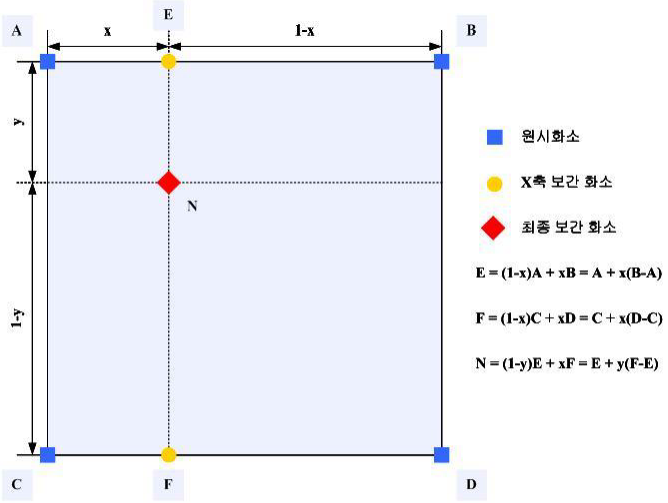 E
A
x
1-x
B
y
N
1-y
C
F
D
원시화소
X축 보간 화소
최종 보간 화소
E = (1-x)A + xB = A + x(B-A)
F = (1-x)C + xD = C + x(D-C)
N = (1-y)E + xF = E + y(F-E)